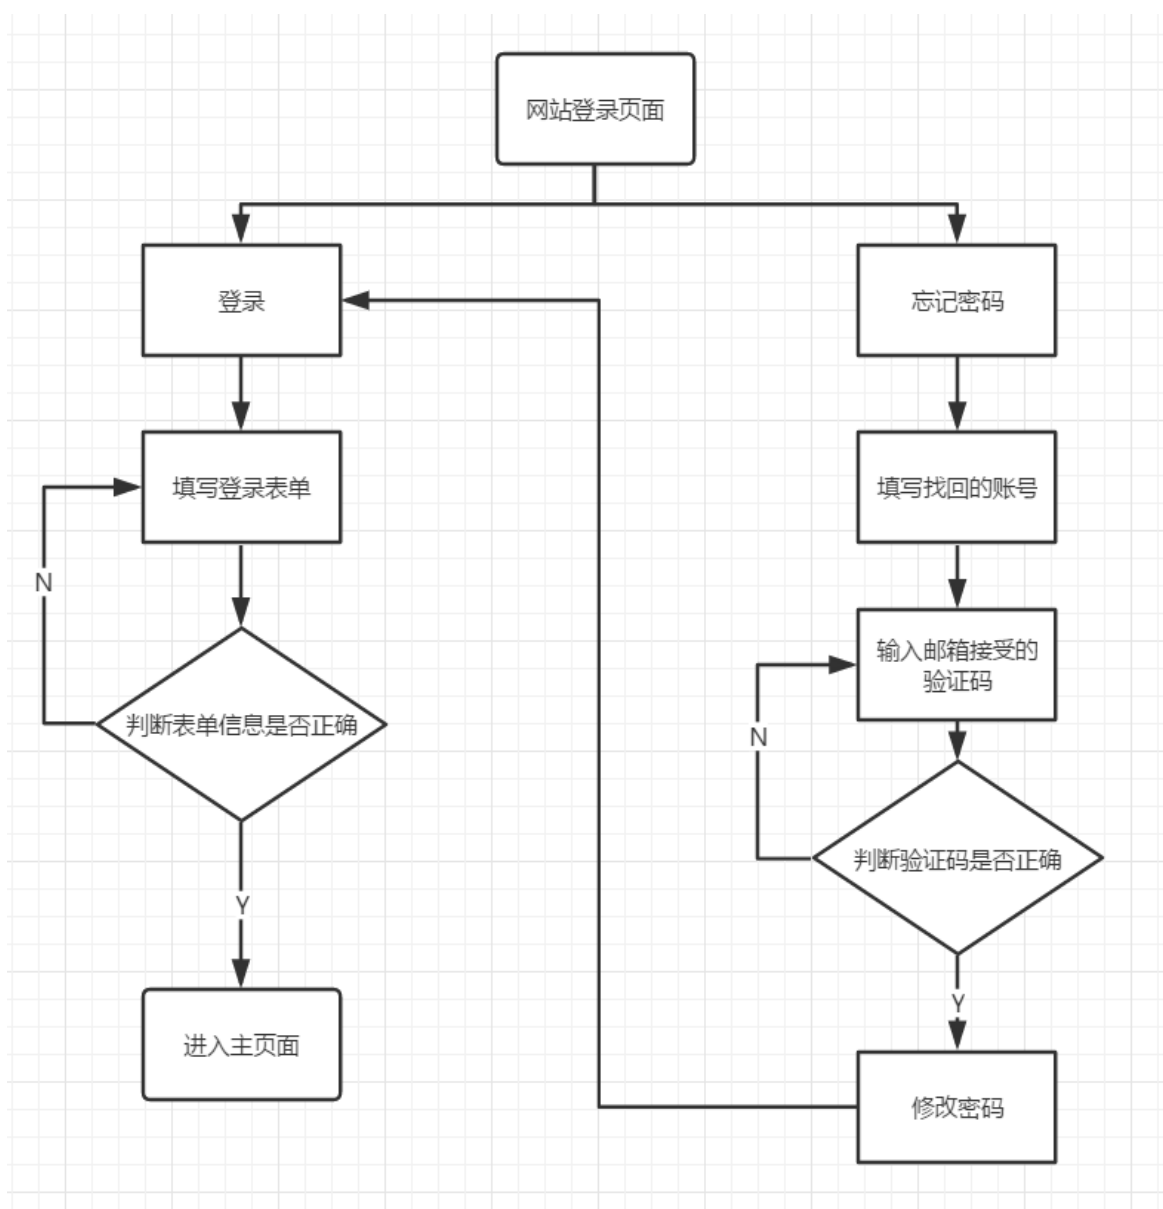 网站登录页面
登录
忘记密码
填写登录表单
填写找回的账号
N
输入邮箱接受的
验证码
判断表单信息是否正确
N
判断验证码是否正确
Y
Y
进入主页面
修改密码